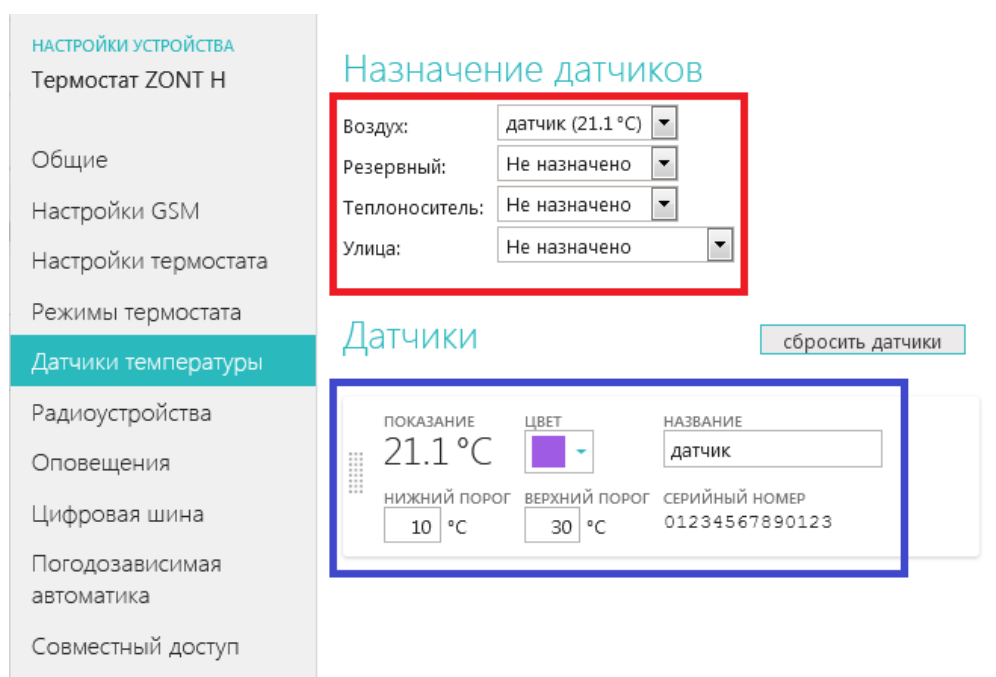 НАСТРОЙКИ УСТРОЙСТВА
Термостат ZONT H
Общие
Настройки GSM
Настройки термостата
Режимы термостата
Датчики температуры
Радиоустройства
Оповещения
Цифровая шина
Погодозависимая
автоматика
Совместный доступ
Назначение датчиков
Воздух: датчик (21.1 °C)
Резервный: Не назначено
Теплоноситель: Не назначено
Улица: Не назначено
Датчики сбросить датчики
ПОКАЗАНИЕ ЦВЕТ НАЗВАНИЕ
21.1 °C датчик
НИЖНИЙ ПОРОГ ВЕРХНИЙ ПОРОГ СЕРИЙНЫЙ НОМЕР
10 °C 30 °C 01234567890123